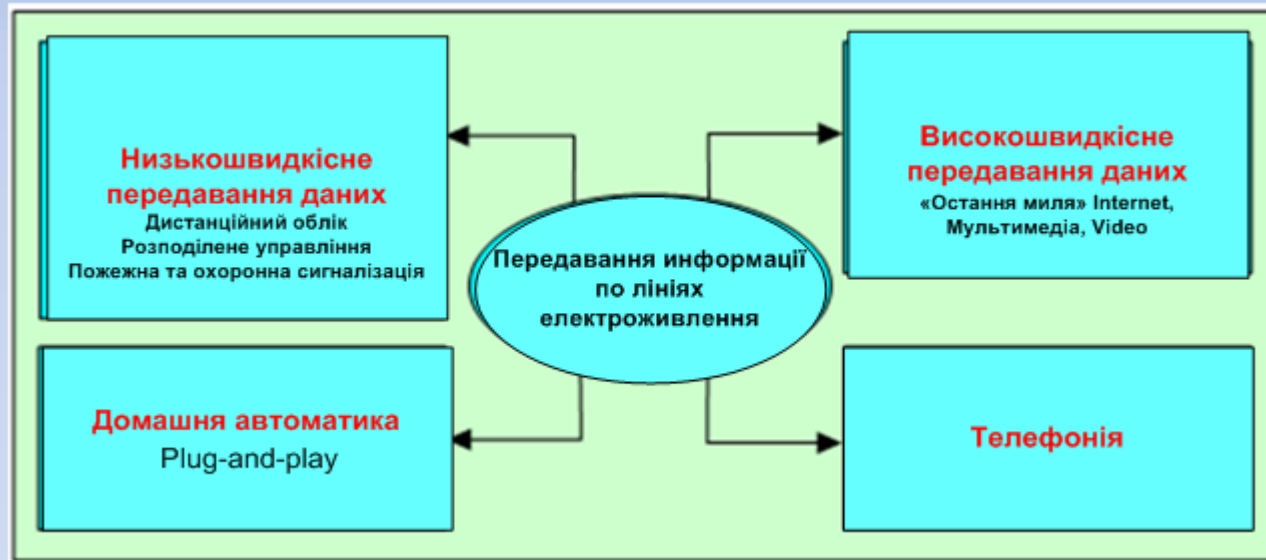 Низькошвидкісне
передавання даних
Дистанційний облік
Розподілене управління
Пожежна та охоронна сигналізація
Високошвидкісне
передавання даних
«Остання миля» Internet,
Мультимедіа, Video
Передавання информації
по лініях
електроживлення
Домашня автоматика
Plug-and-play
Телефонія